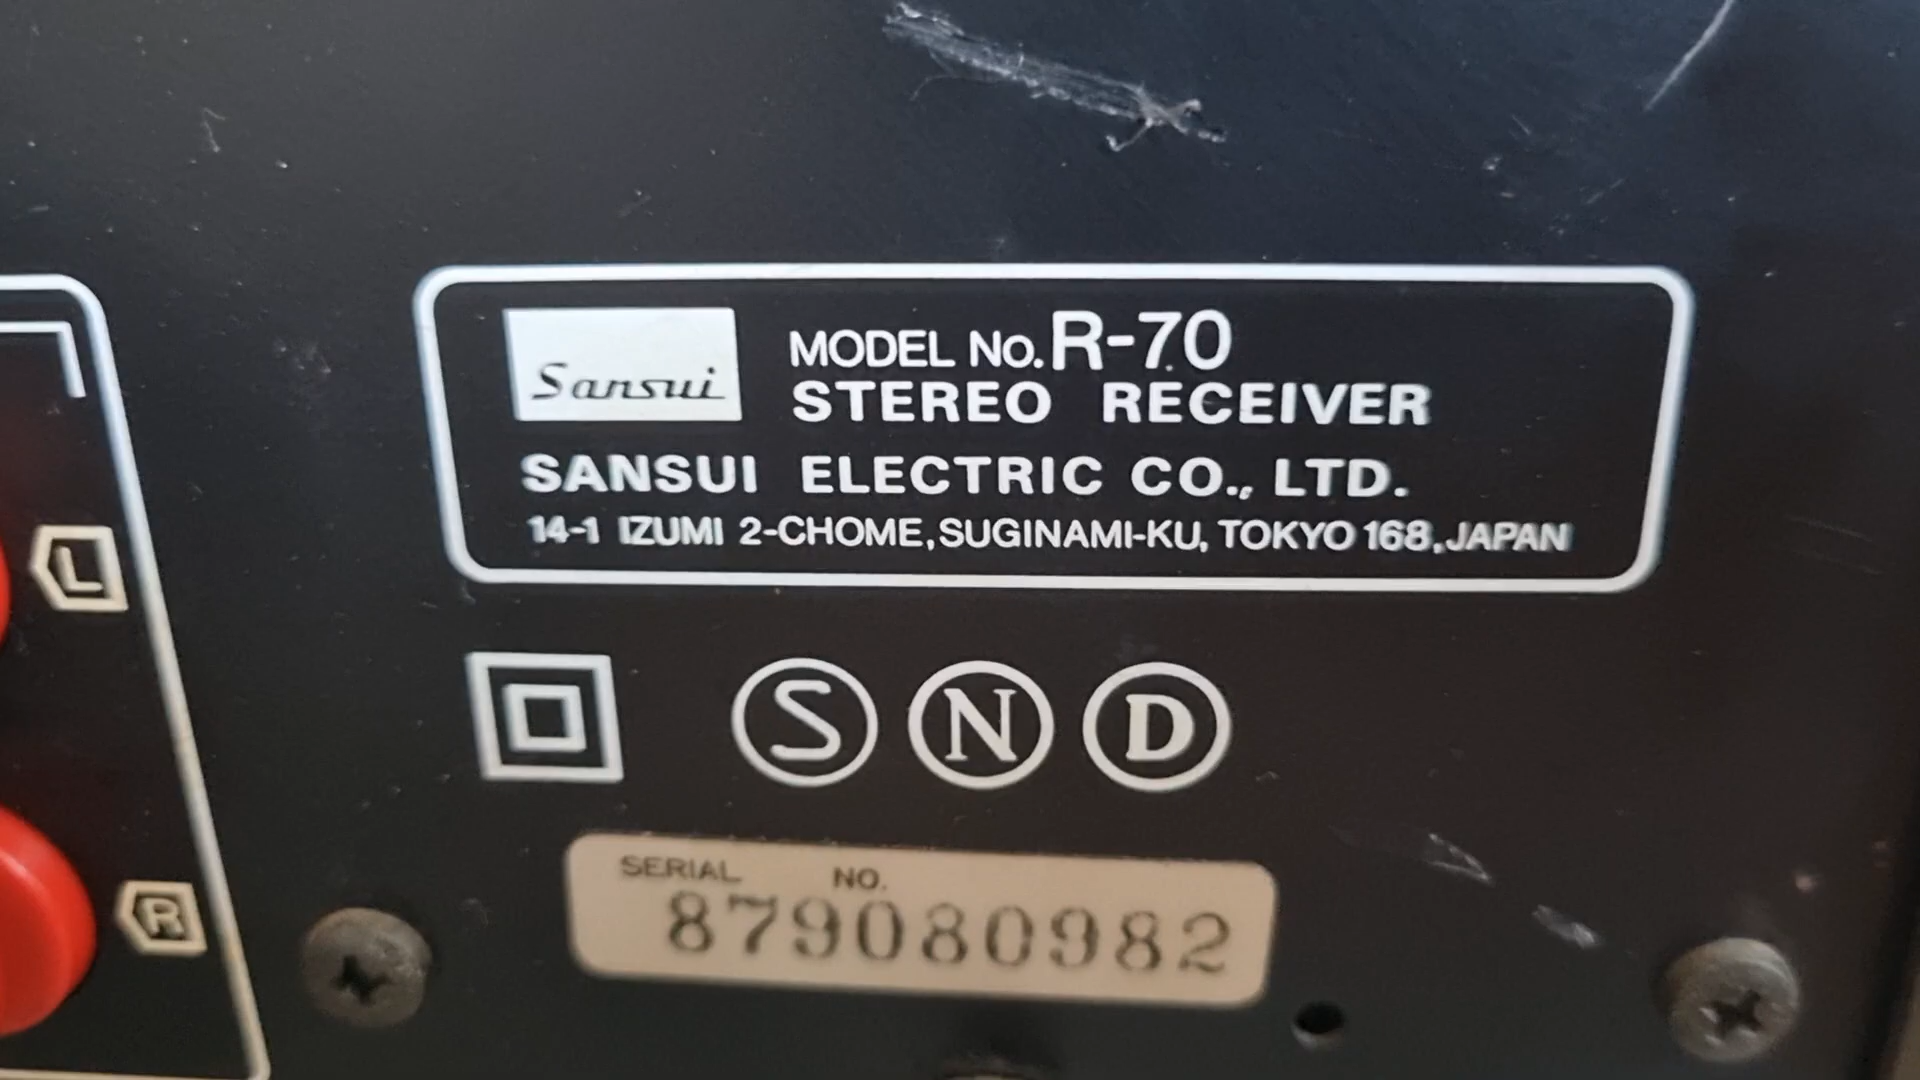 Sansui
MODEL No. R-70
STEREO RECEIVER
SANSUI ELECTRIC CO., LTD.
14-1 IZUMI 2-CHOME, SUGINAMI-KU, TOKYO 168, JAPAN
L
S N D
SERIAL NO.
879080982
R